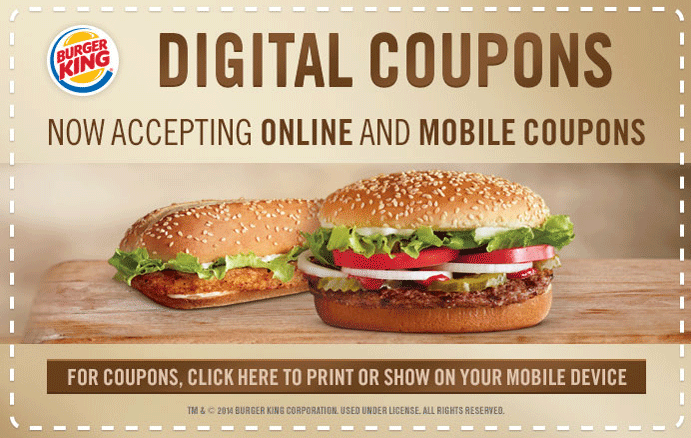 BURGER
KING
DIGITAL COUPONS
NOW ACCEPTING ONLINE AND MOBILE COUPONS
FOR COUPONS, CLICK HERE TO PRINT OR SHOW ON YOUR MOBILE DEVICE
TM & © 2014 BURGER KING CORPORATION. USED UNDER LICENSE. ALL RIGHTS RESERVED.